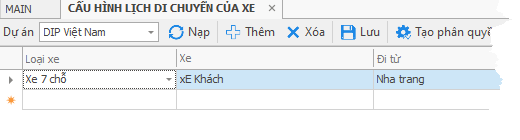 MAIN CẤU HÌNH LỊCH DI CHUYỂN CỦA XE
Dự án DIP Việt Nam Nạp Thêm Xóa Lưu Tạo phân quyề
Loại xe Xe Đi từ
Xe 7 chỗ xE Khách Nha trang